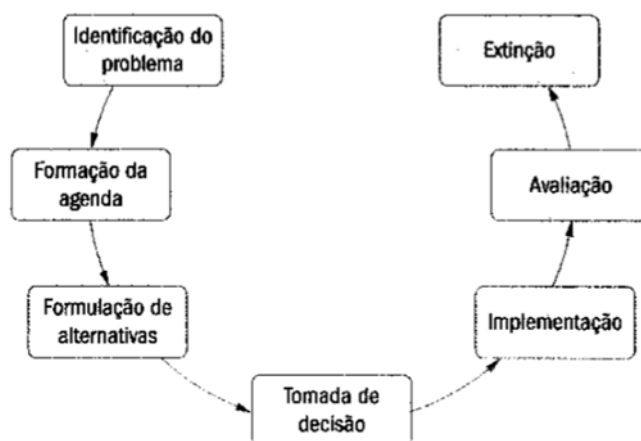 Identificação do
problema
Formação da
agenda
Formulação de
alternativas
Tomada de
decisão
Implementação
Avaliação
Extinção